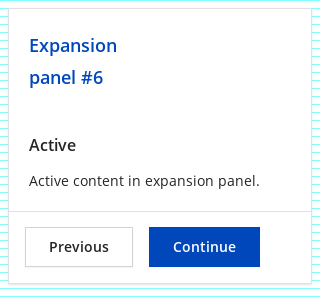 Expansion
panel #6
Active
Active content in expansion panel.
Previous
Continue